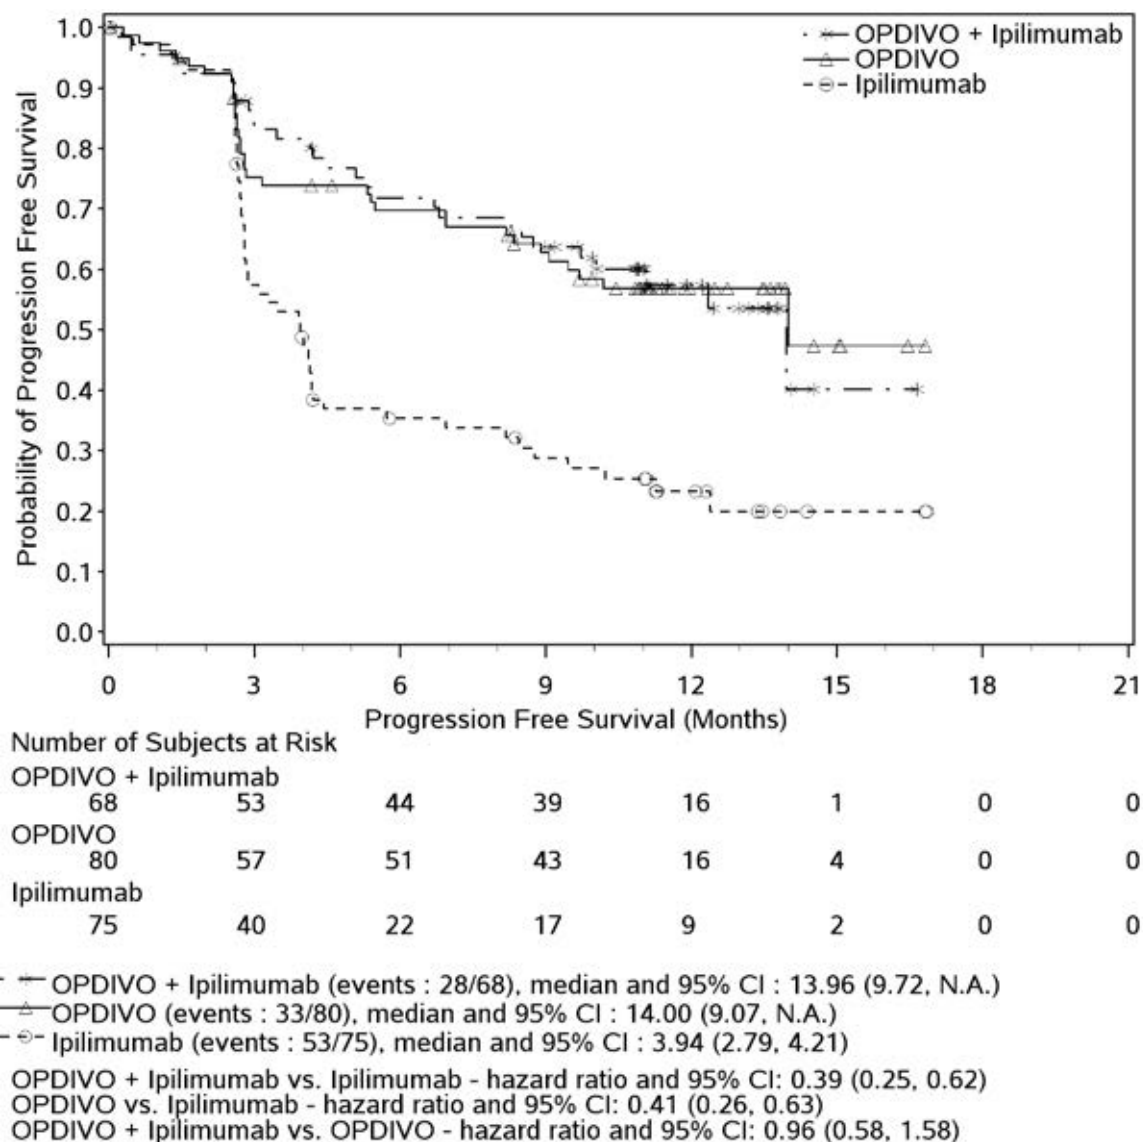 Probability of Progression Free Survival
1.0
0.9
0.8
0.7
0.6
0.5
0.4
0.3
0.2
0.1
0.0
OPDIVO + Ipilimumab
OPDIVO
Ipilimumab
0 3 6 9 12 15 18 21
Progression Free Survival (Months)
Number of Subjects at Risk
OPDIVO + Ipilimumab
68 53 44 39 16 1 0 0
OPDIVO
80 57 51 43 16 4 0 0
Ipilimumab
75 40 22 17 9 2 0 0
OPDIVO + Ipilimumab (events : 28/68), median and 95% CI : 13.96 (9.72, N.A.)
OPDIVO (events : 33/80), median and 95% CI : 14.00 (9.07, N.A.)
Ipilimumab (events : 53/75), median and 95% CI : 3.94 (2.79, 4.21)
OPDIVO + Ipilimumab vs. Ipilimumab - hazard ratio and 95% CI: 0.39 (0.25, 0.62)
OPDIVO vs. Ipilimumab - hazard ratio and 95% CI: 0.41 (0.26, 0.63)
OPDIVO + Ipilimumab vs. OPDIVO - hazard ratio and 95% CI: 0.96 (0.58, 1.58)